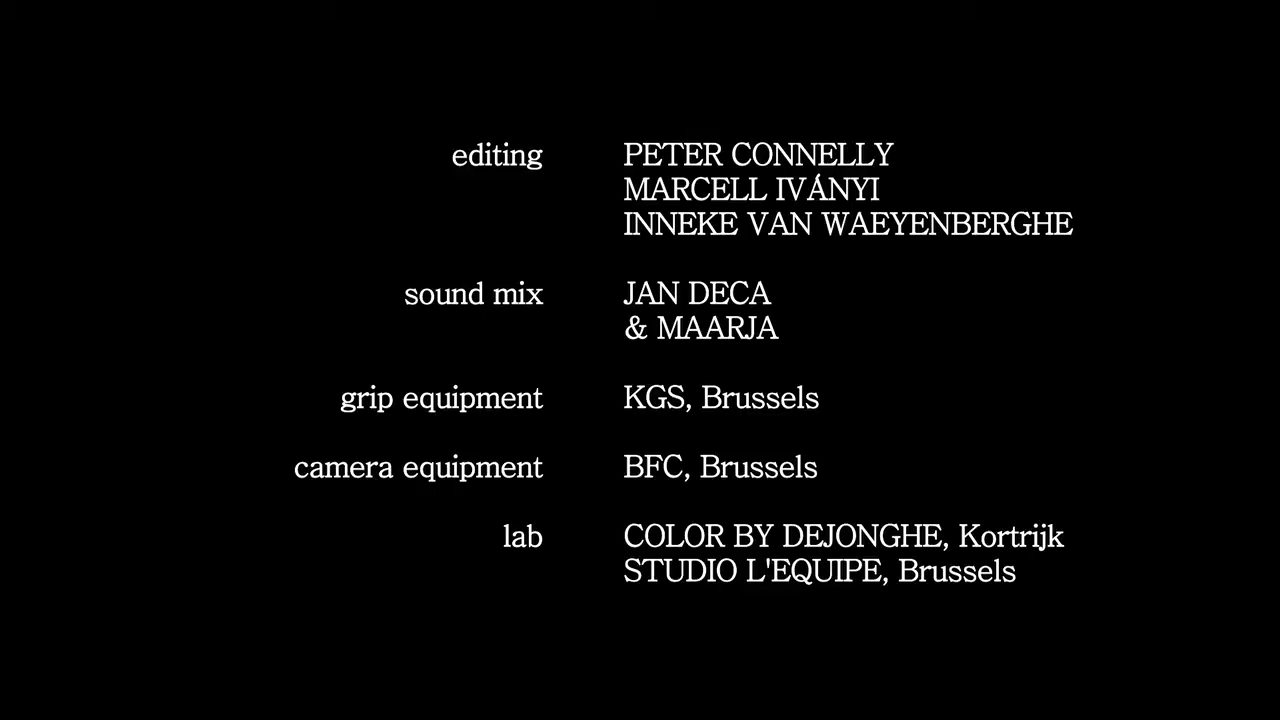 editing PETER CONNELLY
MARCELL IVÁNYI
INNEKE VAN WAEYENBERGHE
sound mix JAN DECA
& MAARJA
grip equipment KGS, Brussels
camera equipment BFC, Brussels
lab COLOR BY DEJONGHE, Kortrijk
STUDIO L'EQUIPE, Brussels